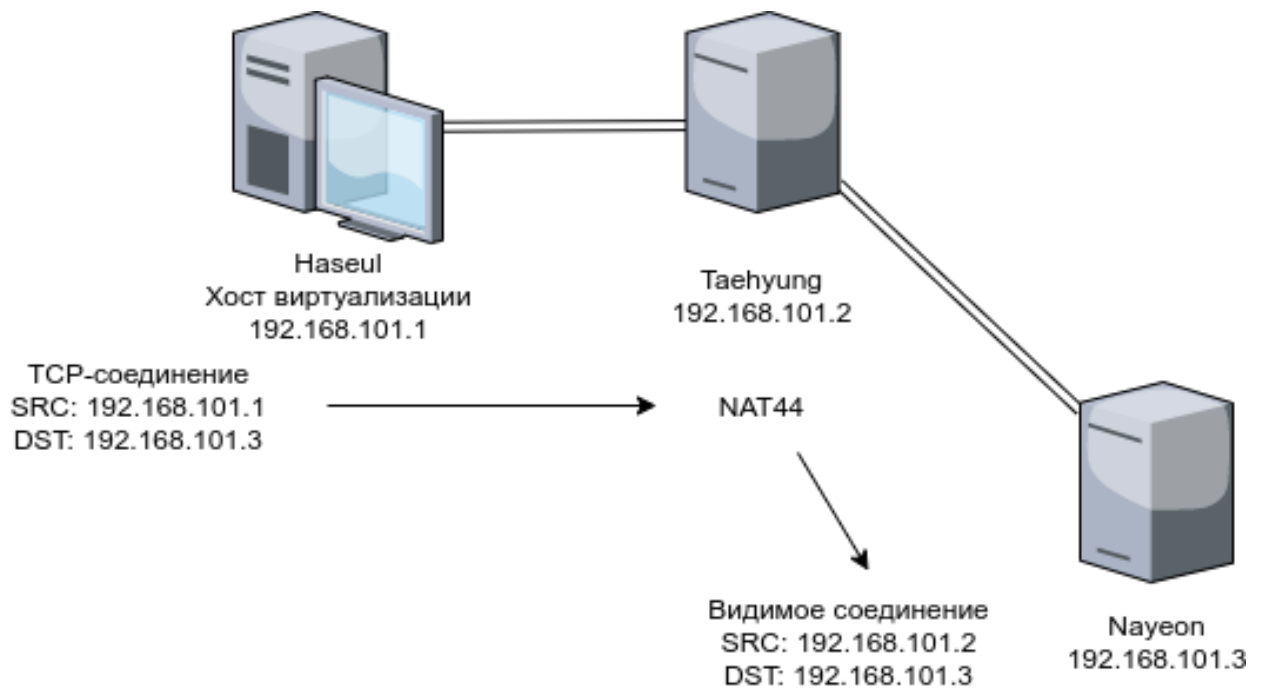 Haseul
Хост виртуализации
192.168.101.1
Taehyung
192.168.101.2
TCP-соединение
SRC: 192.168.101.1
DST: 192.168.101.3
NAT44
Видимое соединение
SRC: 192.168.101.2
DST: 192.168.101.3
Nayeon
192.168.101.3